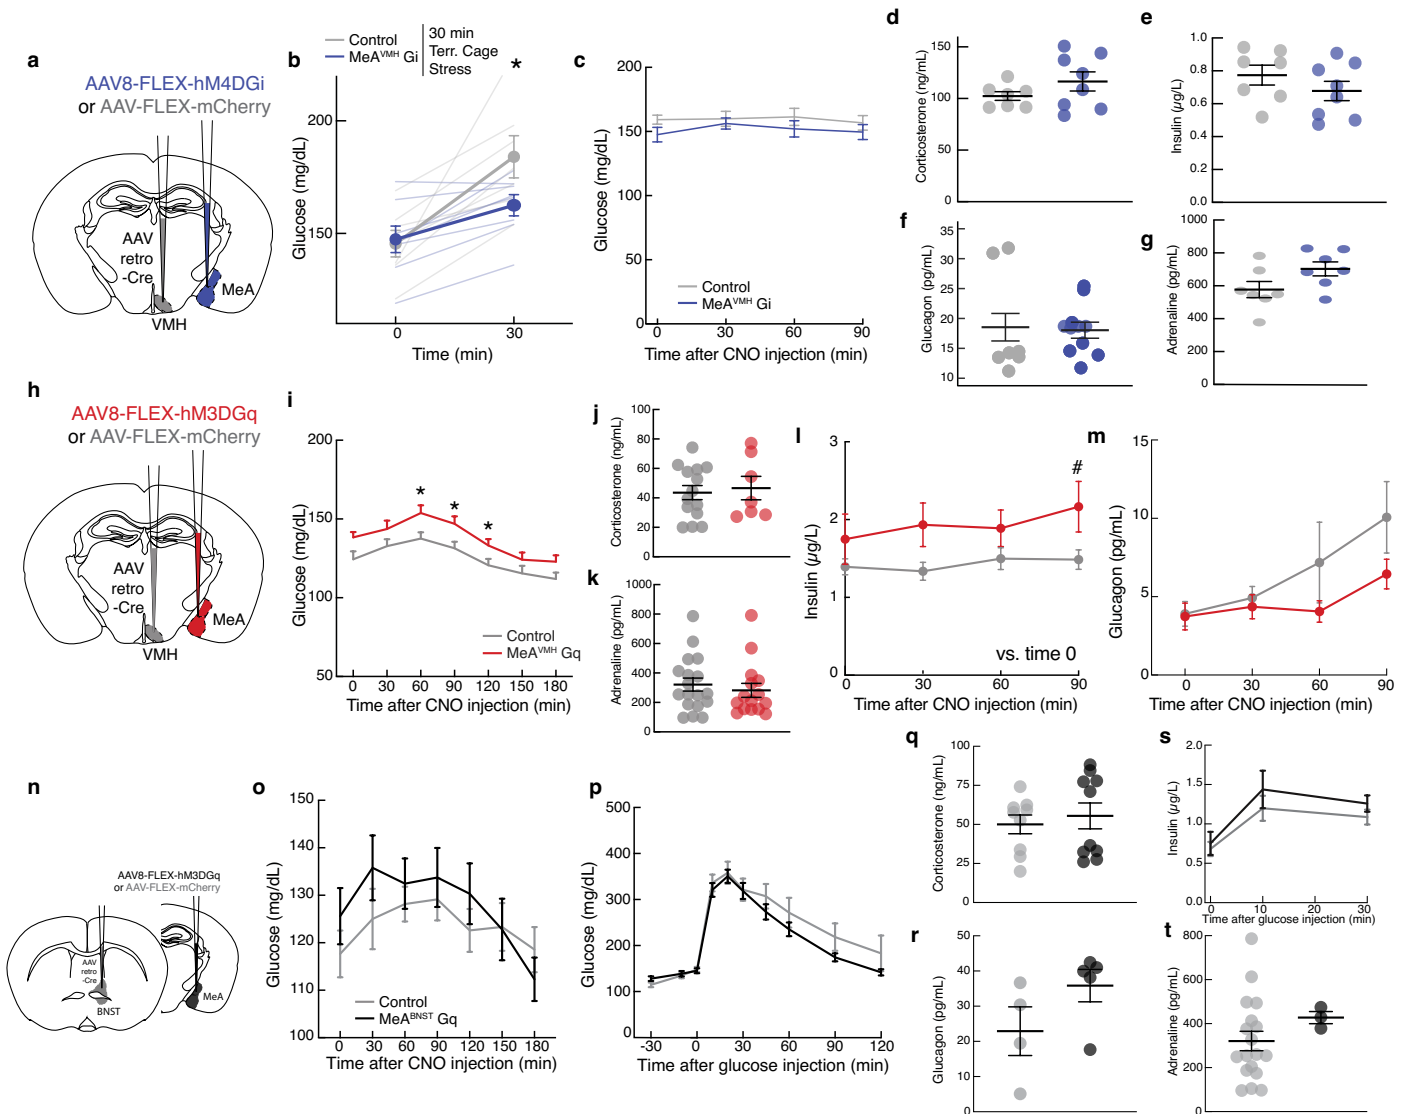 a
AAV8-FLEX-hM4DGi
or AAV-FLEX-mCherry
AAV
retro
-Cre
MeA
VMH
b
Control
MeA^VMH Gi
30 min
Terr. Cage
Stress
*
Glucose (mg/dL)
200
150
0
30
Time (min)
c
Glucose (mg/dL)
200
150
100
50
0
Control
MeA^VMH Gi
0 30 60 90
Time after CNO injection (min)
d
Corticosterone (ng/mL)
150
100
50
0
e
Insulin (µg/L)
1.0
0.8
0.6
0.4
0.2
0.0
f
Glucagon (pg/mL)
35
30
25
20
15
10
g
Adrenaline (pg/mL)
1000
800
600
400
200
0
h
AAV8-FLEX-hM3DGq
or AAV-FLEX-mCherry
AAV
retro
-Cre
MeA
VMH
i
Glucose (mg/dL)
200
150
100
50
* * *
Control
MeA^VMH Gq
0 30 60 90 120 150 180
Time after CNO injection (min)
j
Corticosterone (ng/mL)
100
80
60
40
20
0
k
Adrenaline (pg/mL)
1000
800
600
400
200
0
l
Insulin (µg/L)
3
2
1
0
#
vs. time 0
0 30 60 90
Time after CNO injection (min)
m
Glucagon (pg/mL)
15
10
5
0
0 30 60 90
Time after CNO injection (min)
n
AAV8-FLEX-hM3DGq
or AAV-FLEX-mCherry
AAV
retro
-Cre
BNST
MeA
o
Glucose (mg/dL)
150
140
130
120
110
100
Control
MeA^BNST Gq
0 30 60 90 120 150 180
Time after CNO injection (min)
p
Glucose (mg/dL)
500
400
300
200
100
0
-30 0 30 60 90 120
Time after glucose injection (min)
q
Corticosterone (ng/mL)
100
75
50
25
0
r
Glucagon (pg/mL)
50
40
30
20
10
0
s
Insulin (µg/L)
2.0
1.5
1.0
0.5
0
0 10 20 30
Time after glucose injection (min)
t
Adrenaline (pg/mL)
800
600
400
200
0